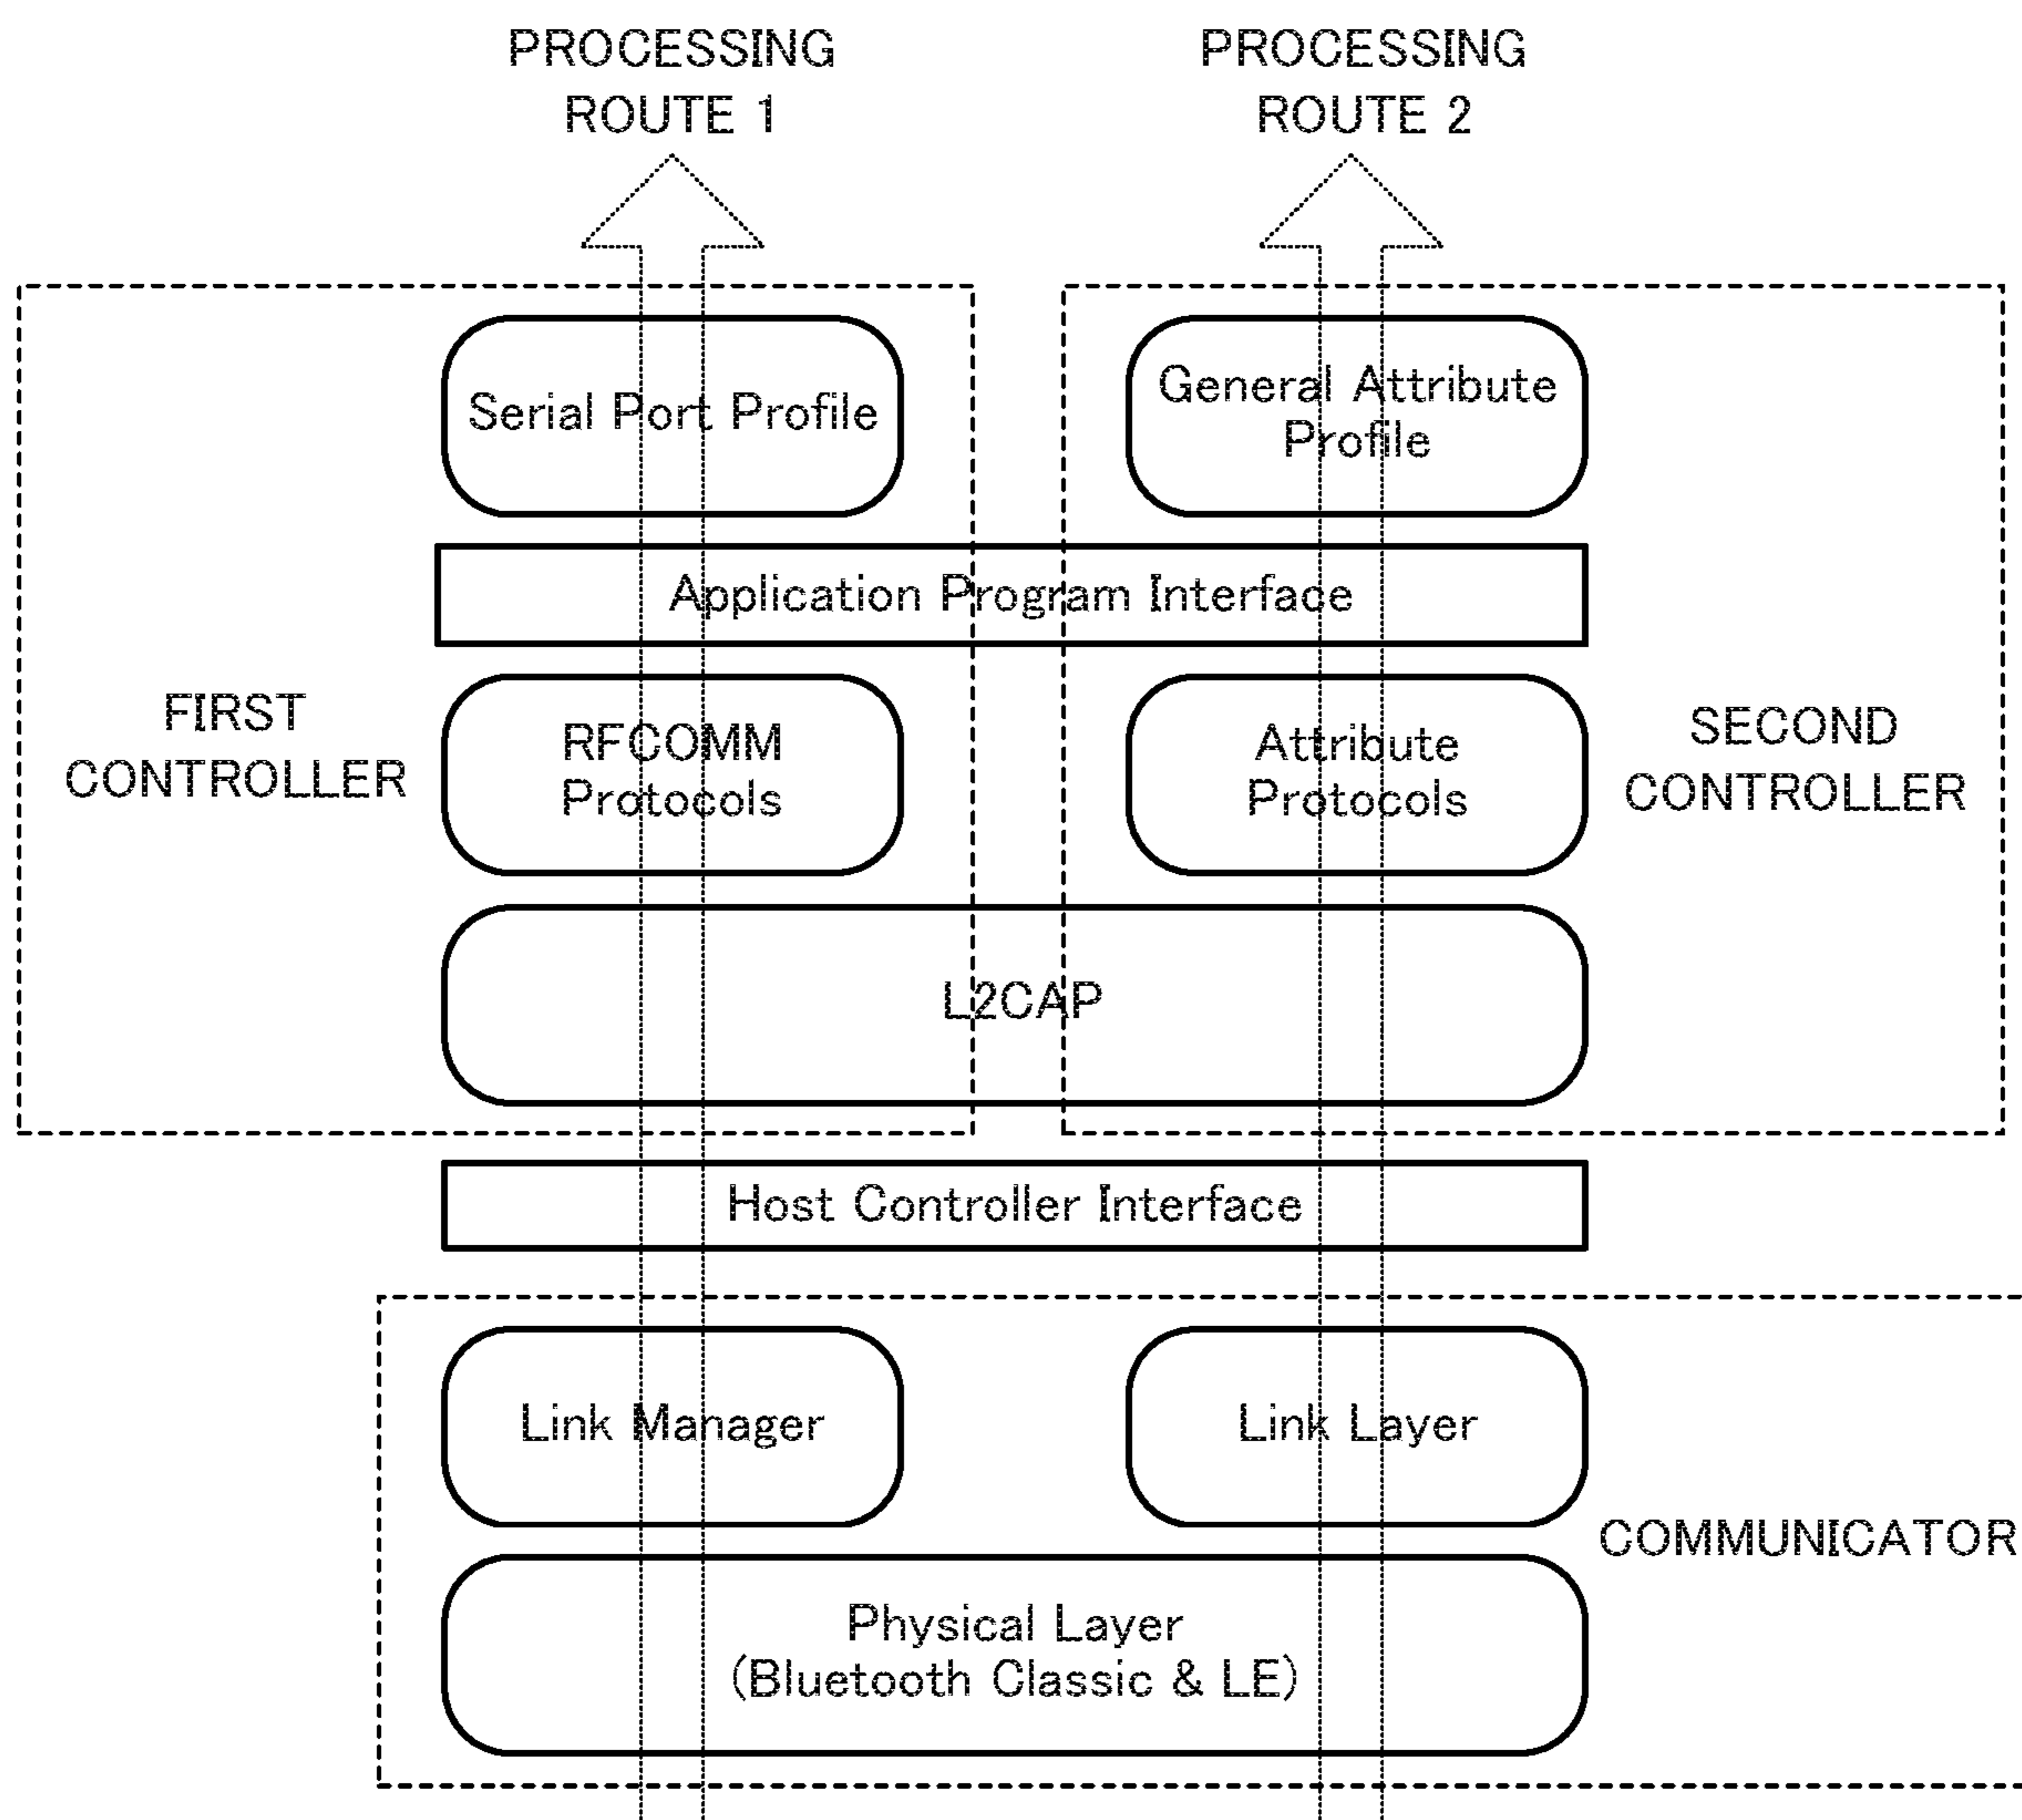 PROCESSING
ROUTE 1
PROCESSING
ROUTE 2
Serial Port Profile
General Attribute
Profile
Application Program Interface
FIRST
CONTROLLER
RFCOMM
Protocols
Attribute
Protocols
SECOND
CONTROLLER
L2CAP
Host Controller Interface
Link Manager
Link Layer
COMMUNICATOR
Physical Layer
(Bluetooth Classic & LE)